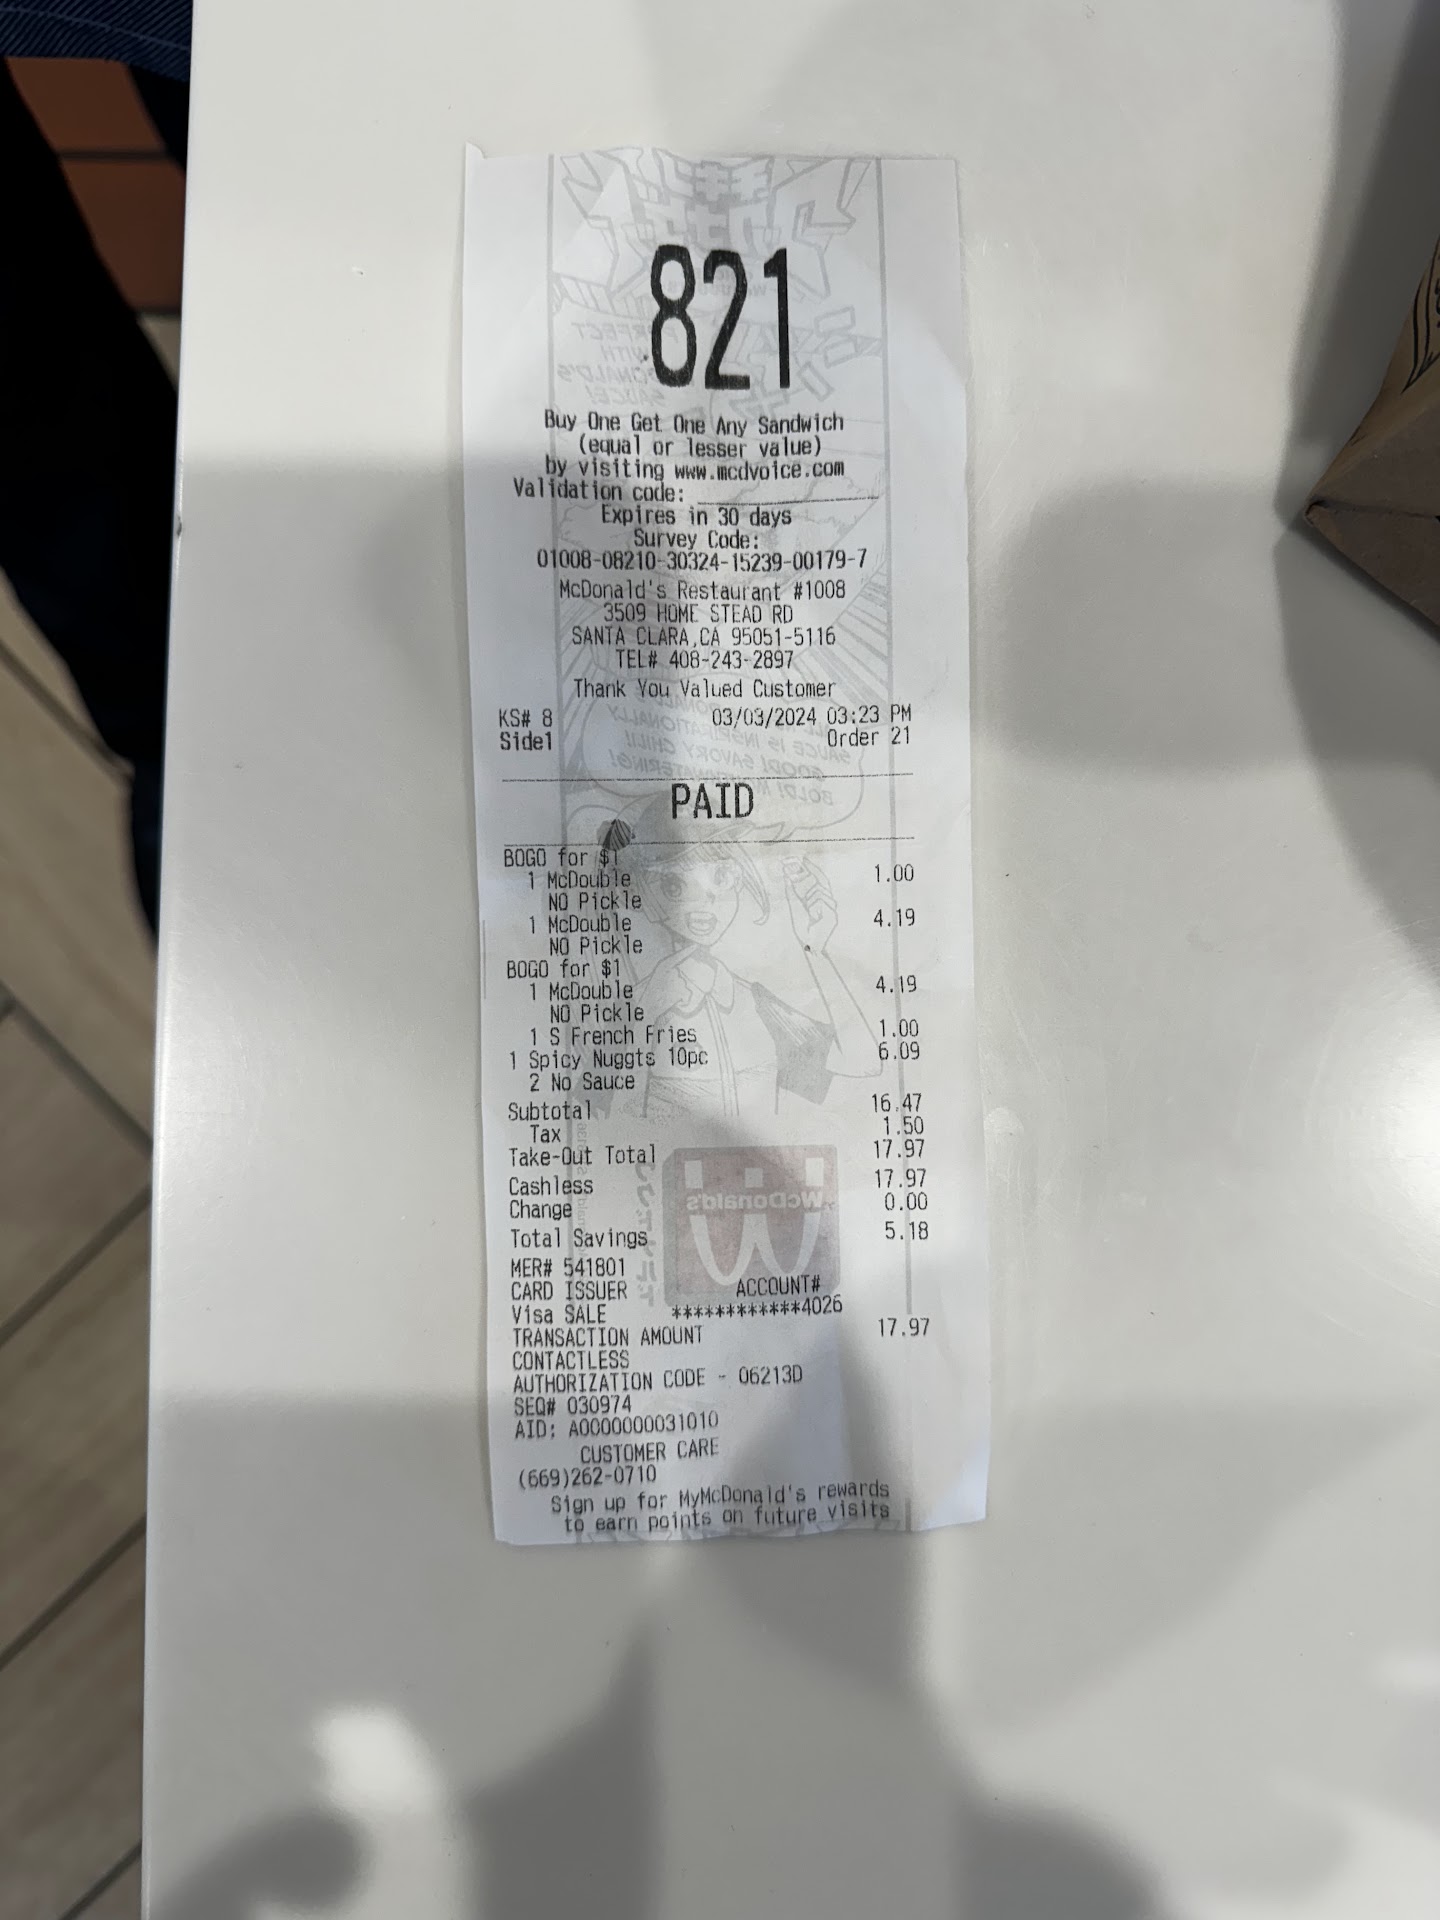 821
Buy One Get One Any Sandwich
(equal or lesser value)
by visiting www.mcdvoice.com
Validation code: ____________
Expires in 30 days
Survey Code:
01008-08210-30324-15239-00179-7
McDonald's Restaurant #1008
3509 HOME STEAD RD
SANTA CLARA,CA 95051-5116
TEL# 408-243-2897
Thank You Valued Customer
KS# 8 03/03/2024 03:23 PM
Side1 Order 21
PAID
BOGO for $1
1 McDouble 1.00
NO Pickle
1 McDouble 4.19
NO Pickle
BOGO for $1
1 McDouble 4.19
NO Pickle
1 S French Fries 1.00
1 Spicy Nuggts 10pc 6.09
2 No Sauce
Subtotal 16.47
Tax 1.50
Take-Out Total 17.97
Cashless 17.97
Change 0.00
Total Savings 5.18
MER# 541801
CARD ISSUER ACCOUNT#
Visa SALE ************4026
TRANSACTION AMOUNT 17.97
CONTACTLESS
AUTHORIZATION CODE - 06213D
SEQ# 030974
AID: A0000000031010
CUSTOMER CARE
(669)262-0710
Sign up for MyMcDonald's rewards
to earn points on future visits
McDonald's